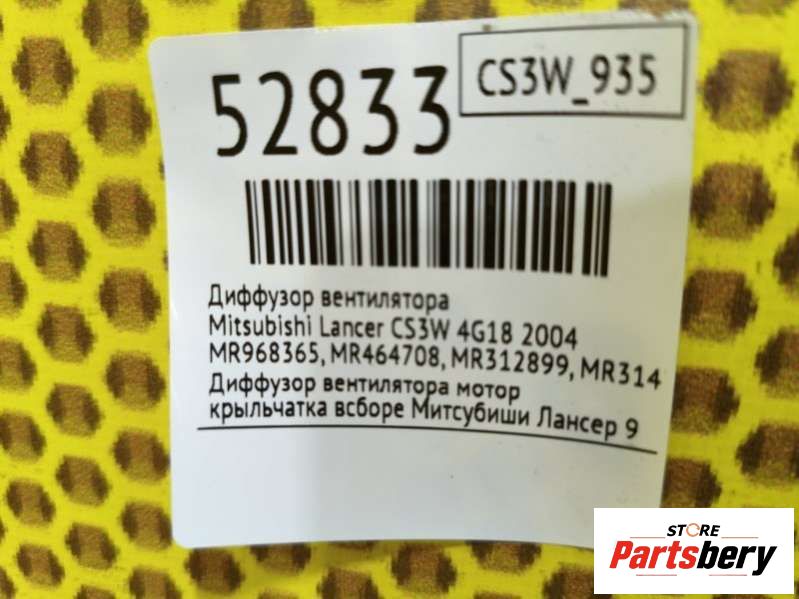 52833
CS3W_935
Диффузор вентилятора
Mitsubishi Lancer CS3W 4G18 2004
MR968365, MR464708, MR312899, MR314
Диффузор вентилятора мотор
крыльчатка всборе Митсубиши Лансер 9
STORE
Partsbery